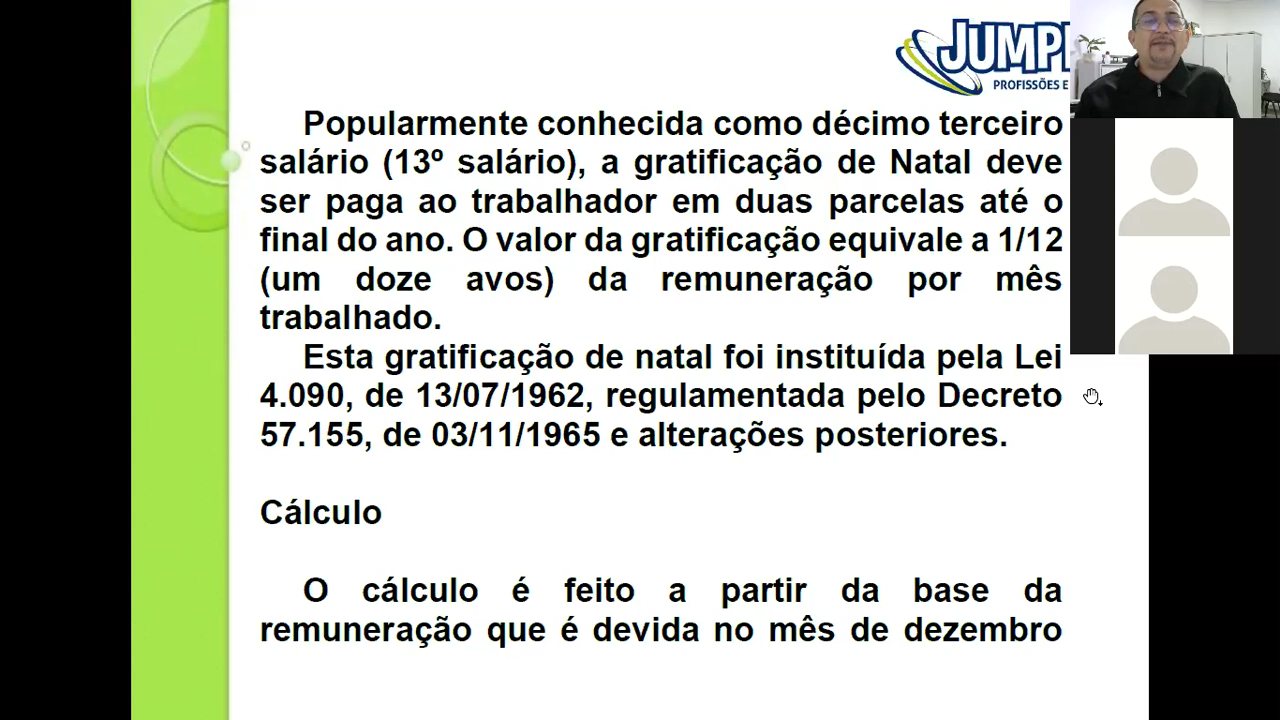 JUMP
PROFISSÕES E
Popularmente conhecida como décimo terceiro
salário (13º salário), a gratificação de Natal deve
ser paga ao trabalhador em duas parcelas até o
final do ano. O valor da gratificação equivale a 1/12
(um doze avos) da remuneração por mês
trabalhado.
Esta gratificação de natal foi instituída pela Lei
4.090, de 13/07/1962, regulamentada pelo Decreto
57.155, de 03/11/1965 e alterações posteriores.
Cálculo
O cálculo é feito a partir da base da
remuneração que é devida no mês de dezembro